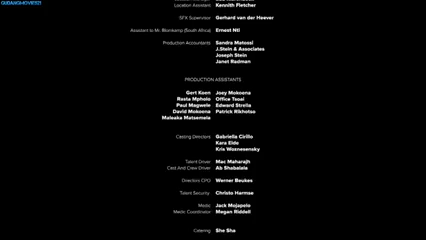 Location Assistant Kennith Fletcher
SFX Supervisor Gerhard van der Heever
Assistant to Mr. Blomkamp (South Africa) Ernest Nti
Production Accountants Sandra Matossi
J.Stein & Associates
Joseph Stein
Janet Radman
PRODUCTION ASSISTANTS
Gert Koen Joey Mokoena
Rasta Mpholo Office Tsoai
Paul Magwele Edward Strella
David Mokoena Patrick Rikhotso
Maleaka Matsemela
Casting Directors Gabriella Cirillo
Kara Eide
Kris Woznesensky
Talent Driver Mac Maharajh
Cast And Crew Driver Ab Shabalala
Directors CPO Werner Beukes
Talent Security Christo Harmse
Medic Jack Mojapelo
Medic Coordinator Megan Riddell
Catering She Sha